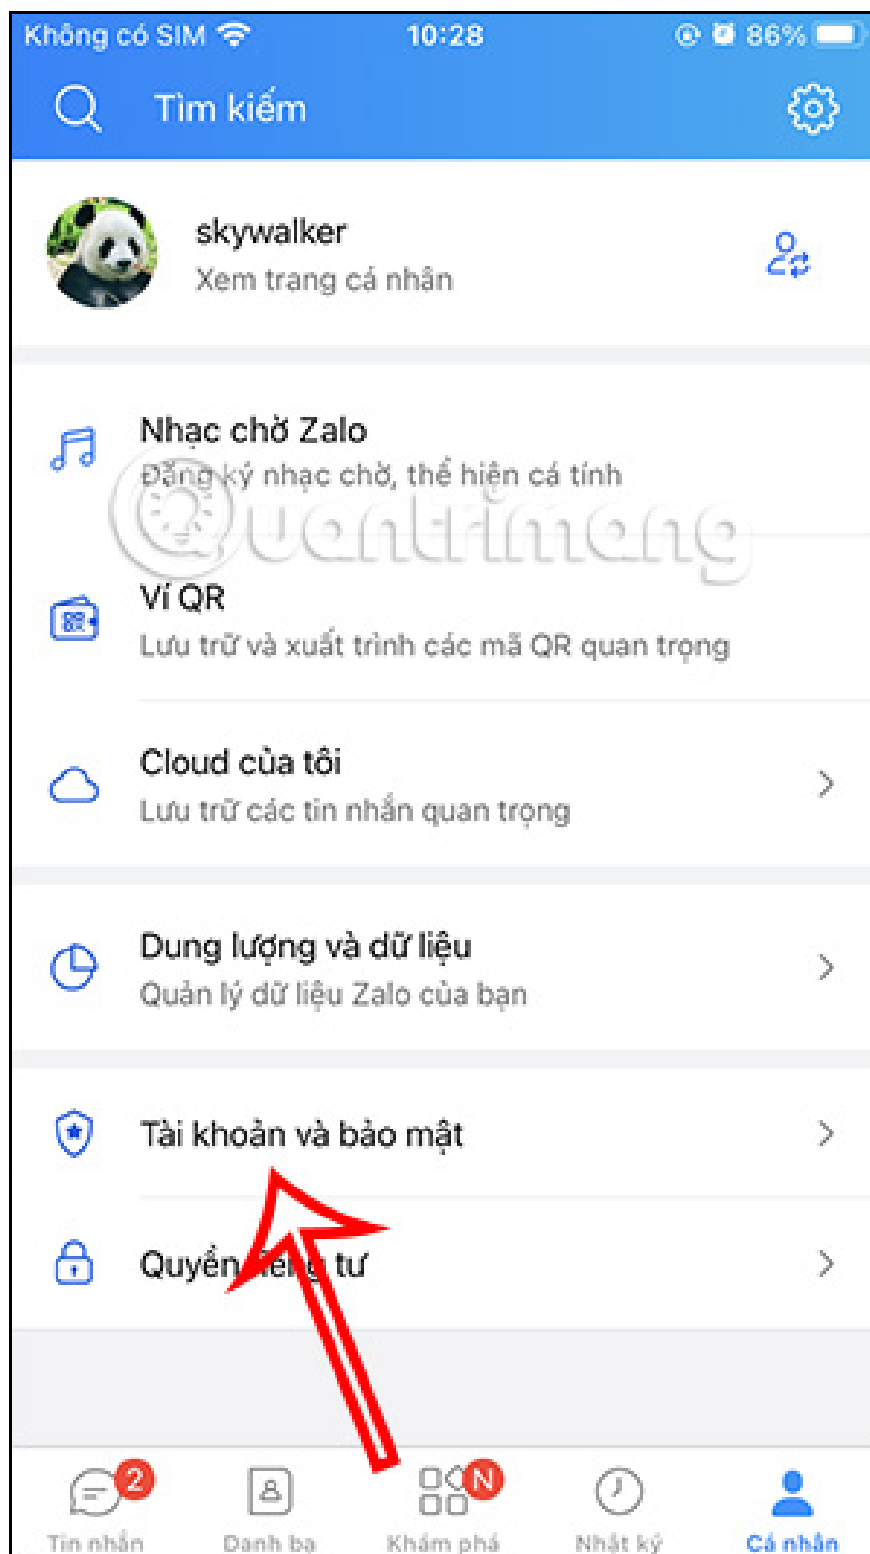 Không có SIM 10:28 86%
Tìm kiếm
skywalker
Xem trang cá nhân
Nhạc chờ Zalo
Đăng ký nhạc chờ, thể hiện cá tính
Quantrimang
Ví QR
Lưu trữ và xuất trình các mã QR quan trọng
Cloud của tôi
Lưu trữ các tin nhắn quan trọng
Dung lượng và dữ liệu
Quản lý dữ liệu Zalo của bạn
Tài khoản và bảo mật
Quyền riêng tư
2 N
Tin nhắn Danh bạ Khám phá Nhật ký Cá nhân